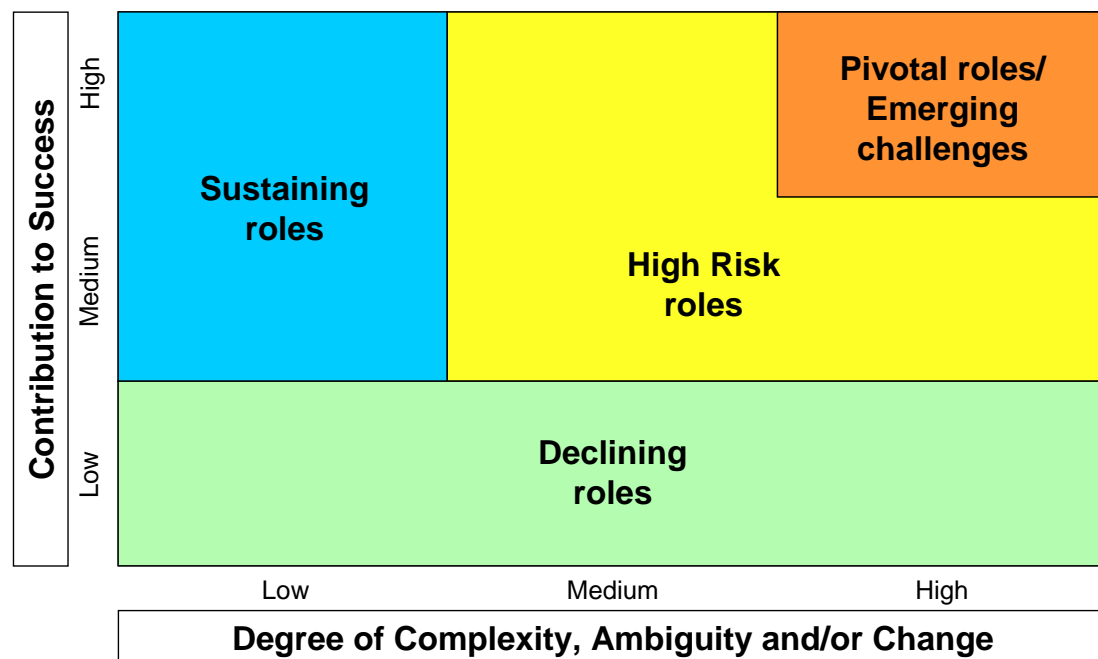 Contribution to Success
High
Medium
Low
Sustaining
roles
Pivotal roles/
Emerging
challenges
High Risk
roles
Declining
roles
Low
Medium
High
Degree of Complexity, Ambiguity and/or Change